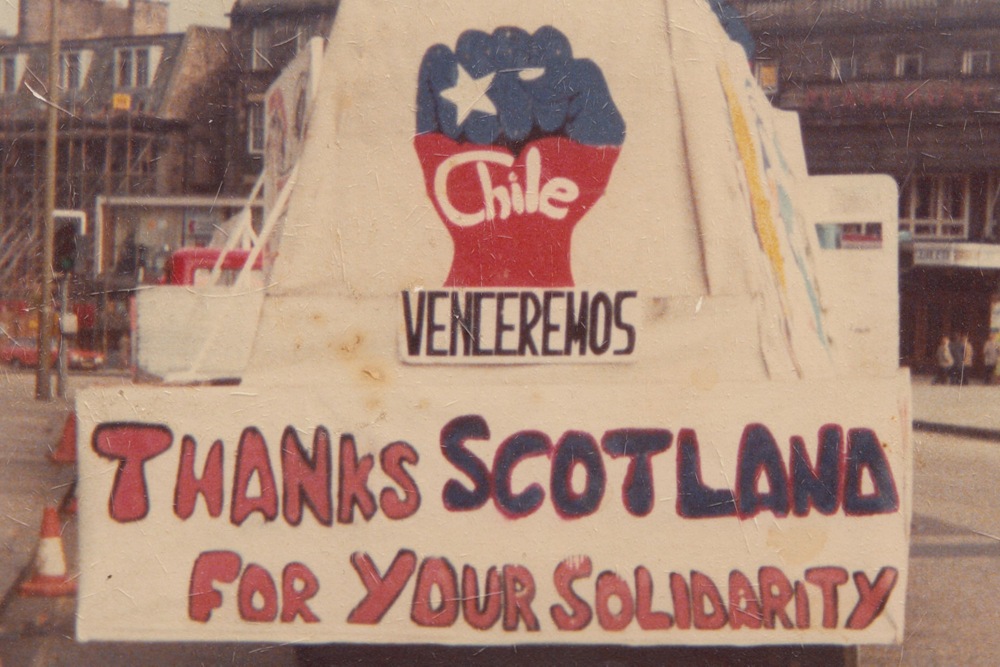 Chile
VENCEREMOS
THANKS SCOTLAND
FOR YOUR SOLIDARITY